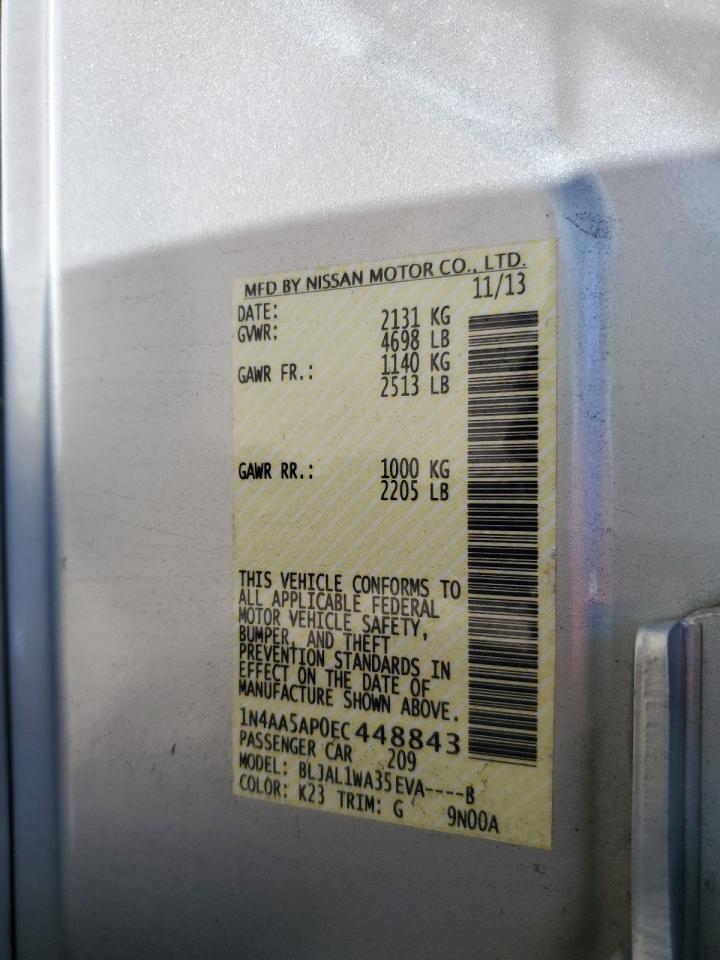 MFD BY NISSAN MOTOR CO., LTD.
DATE: 11/13
GVWR: 2131 KG
4698 LB
GAWR FR.: 1140 KG
2513 LB
GAWR RR.: 1000 KG
2205 LB
THIS VEHICLE CONFORMS TO
ALL APPLICABLE FEDERAL
MOTOR VEHICLE SAFETY,
BUMPER, AND THEFT
PREVENTION STANDARDS IN
EFFECT ON THE DATE OF
MANUFACTURE SHOWN ABOVE.
1N4AA5AP0EC448843
PASSENGER CAR 209
MODEL: BLJAL1WA35EVA----B
COLOR: K23 TRIM: G 9N00A